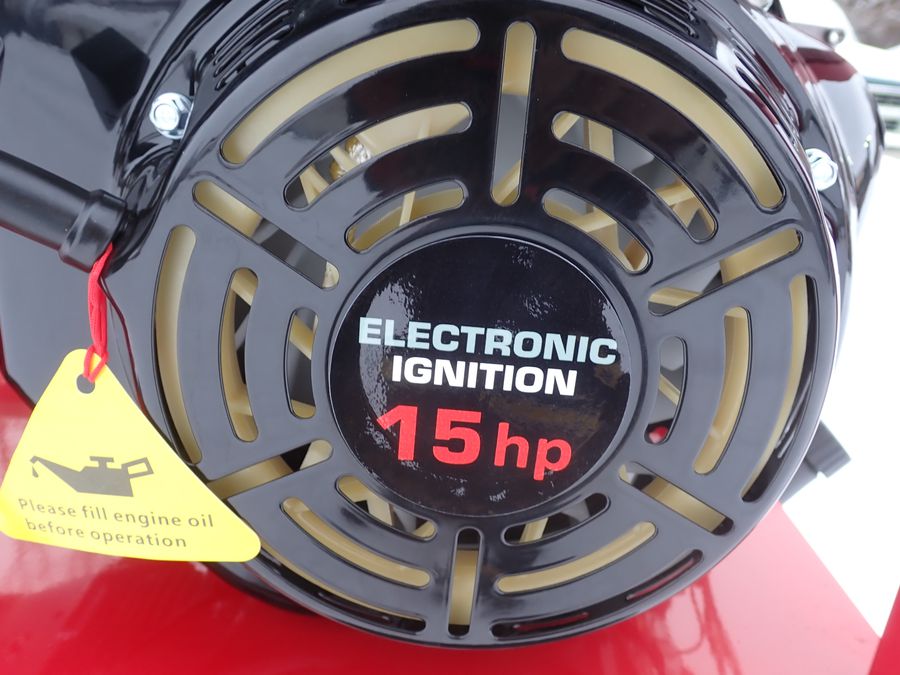 ELECTRONIC
IGNITION
15 hp
Please fill engine oil
before operation